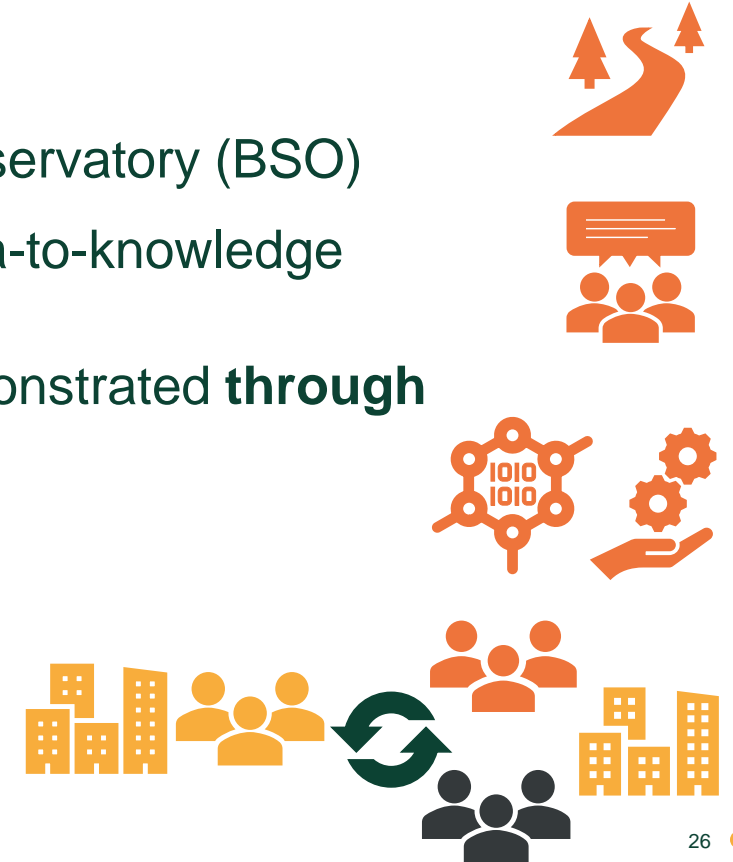 servatory (BSO)
a-to-knowledge
onstrated through
1010
1010
26